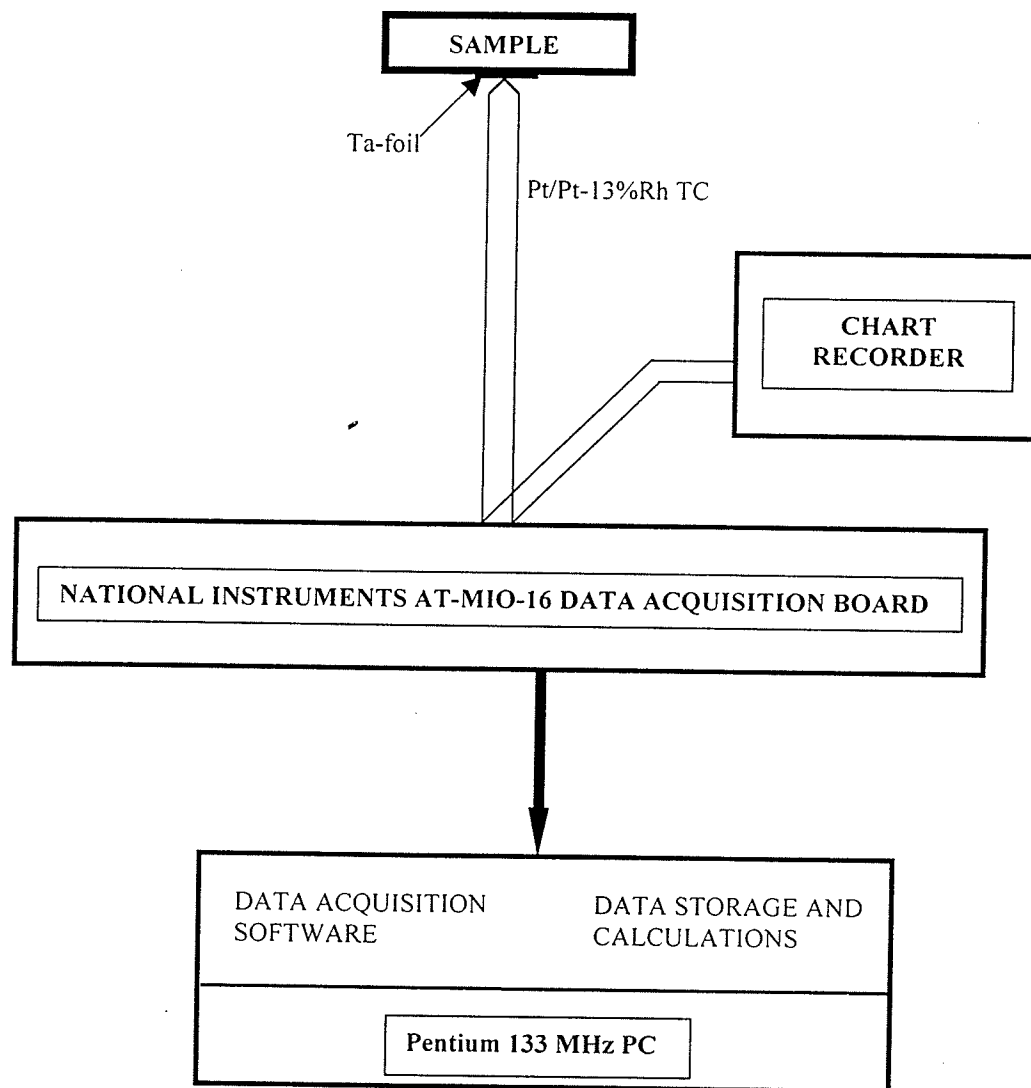 SAMPLE
Ta-foil
Pt/Pt-13%Rh TC
CHART
RECORDER
NATIONAL INSTRUMENTS AT-MIO-16 DATA ACQUISITION BOARD
DATA ACQUISITION
SOFTWARE
DATA STORAGE AND
CALCULATIONS
Pentium 133 MHz PC